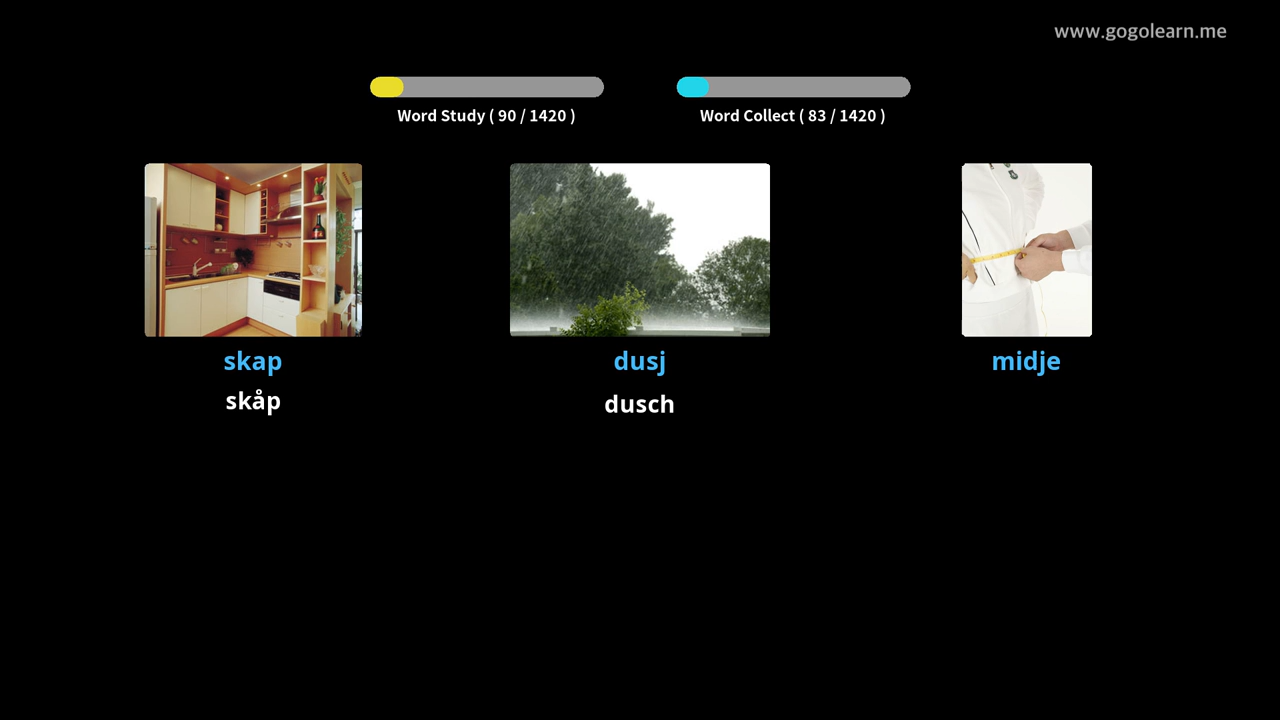 www.gogolearn.me
Word Study ( 90 / 1420 )
Word Collect ( 83 / 1420 )
skap
dusj
midje
skåp
dusch